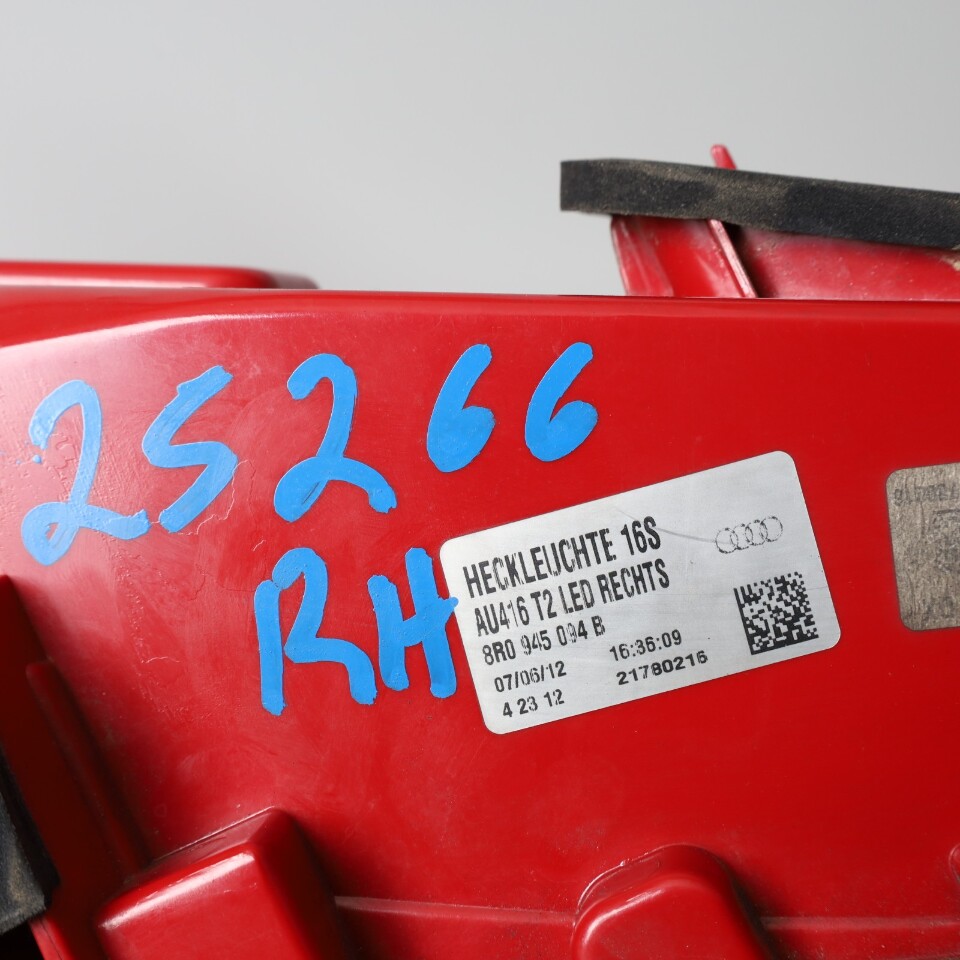 25266
RH
HECKLEUCHTE 16S
AU416 T2 LED RECHTS
8R0 945 094 B
07/06/12 16:36:09
4 23 12 21780216